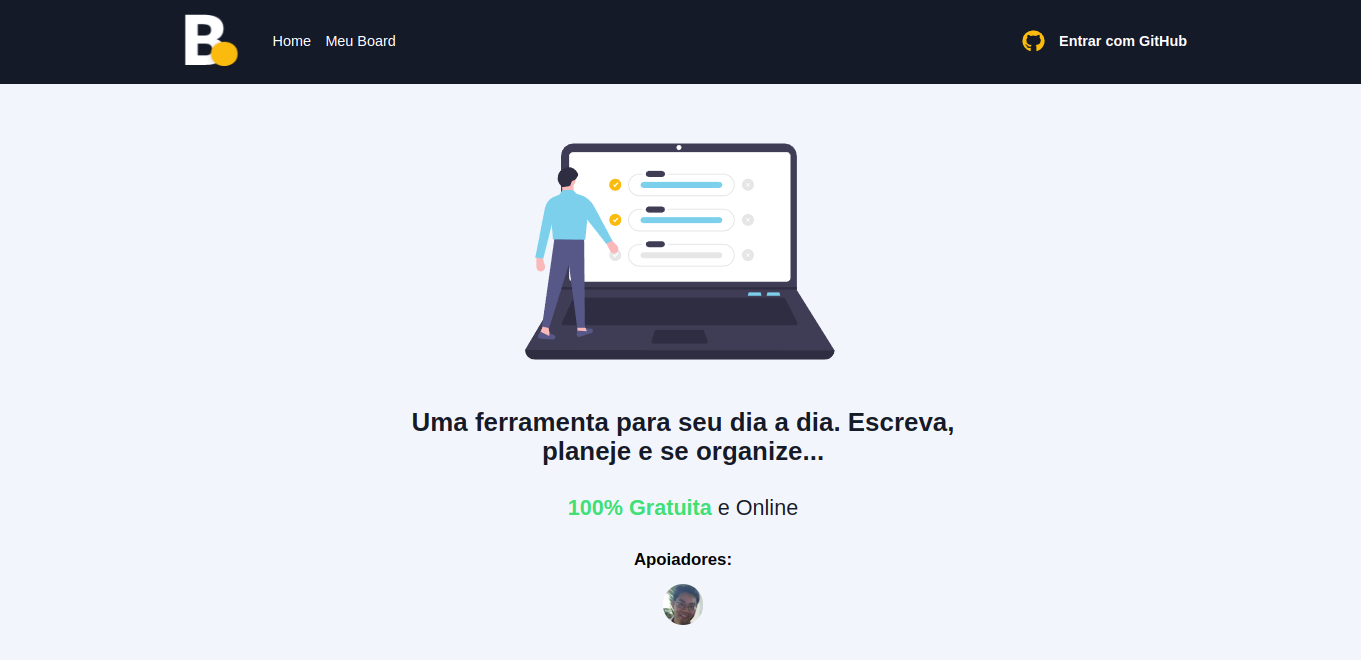 B
Home Meu Board
Entrar com GitHub
Uma ferramenta para seu dia a dia. Escreva,
planeje e se organize...
100% Gratuita e Online
Apoiadores: